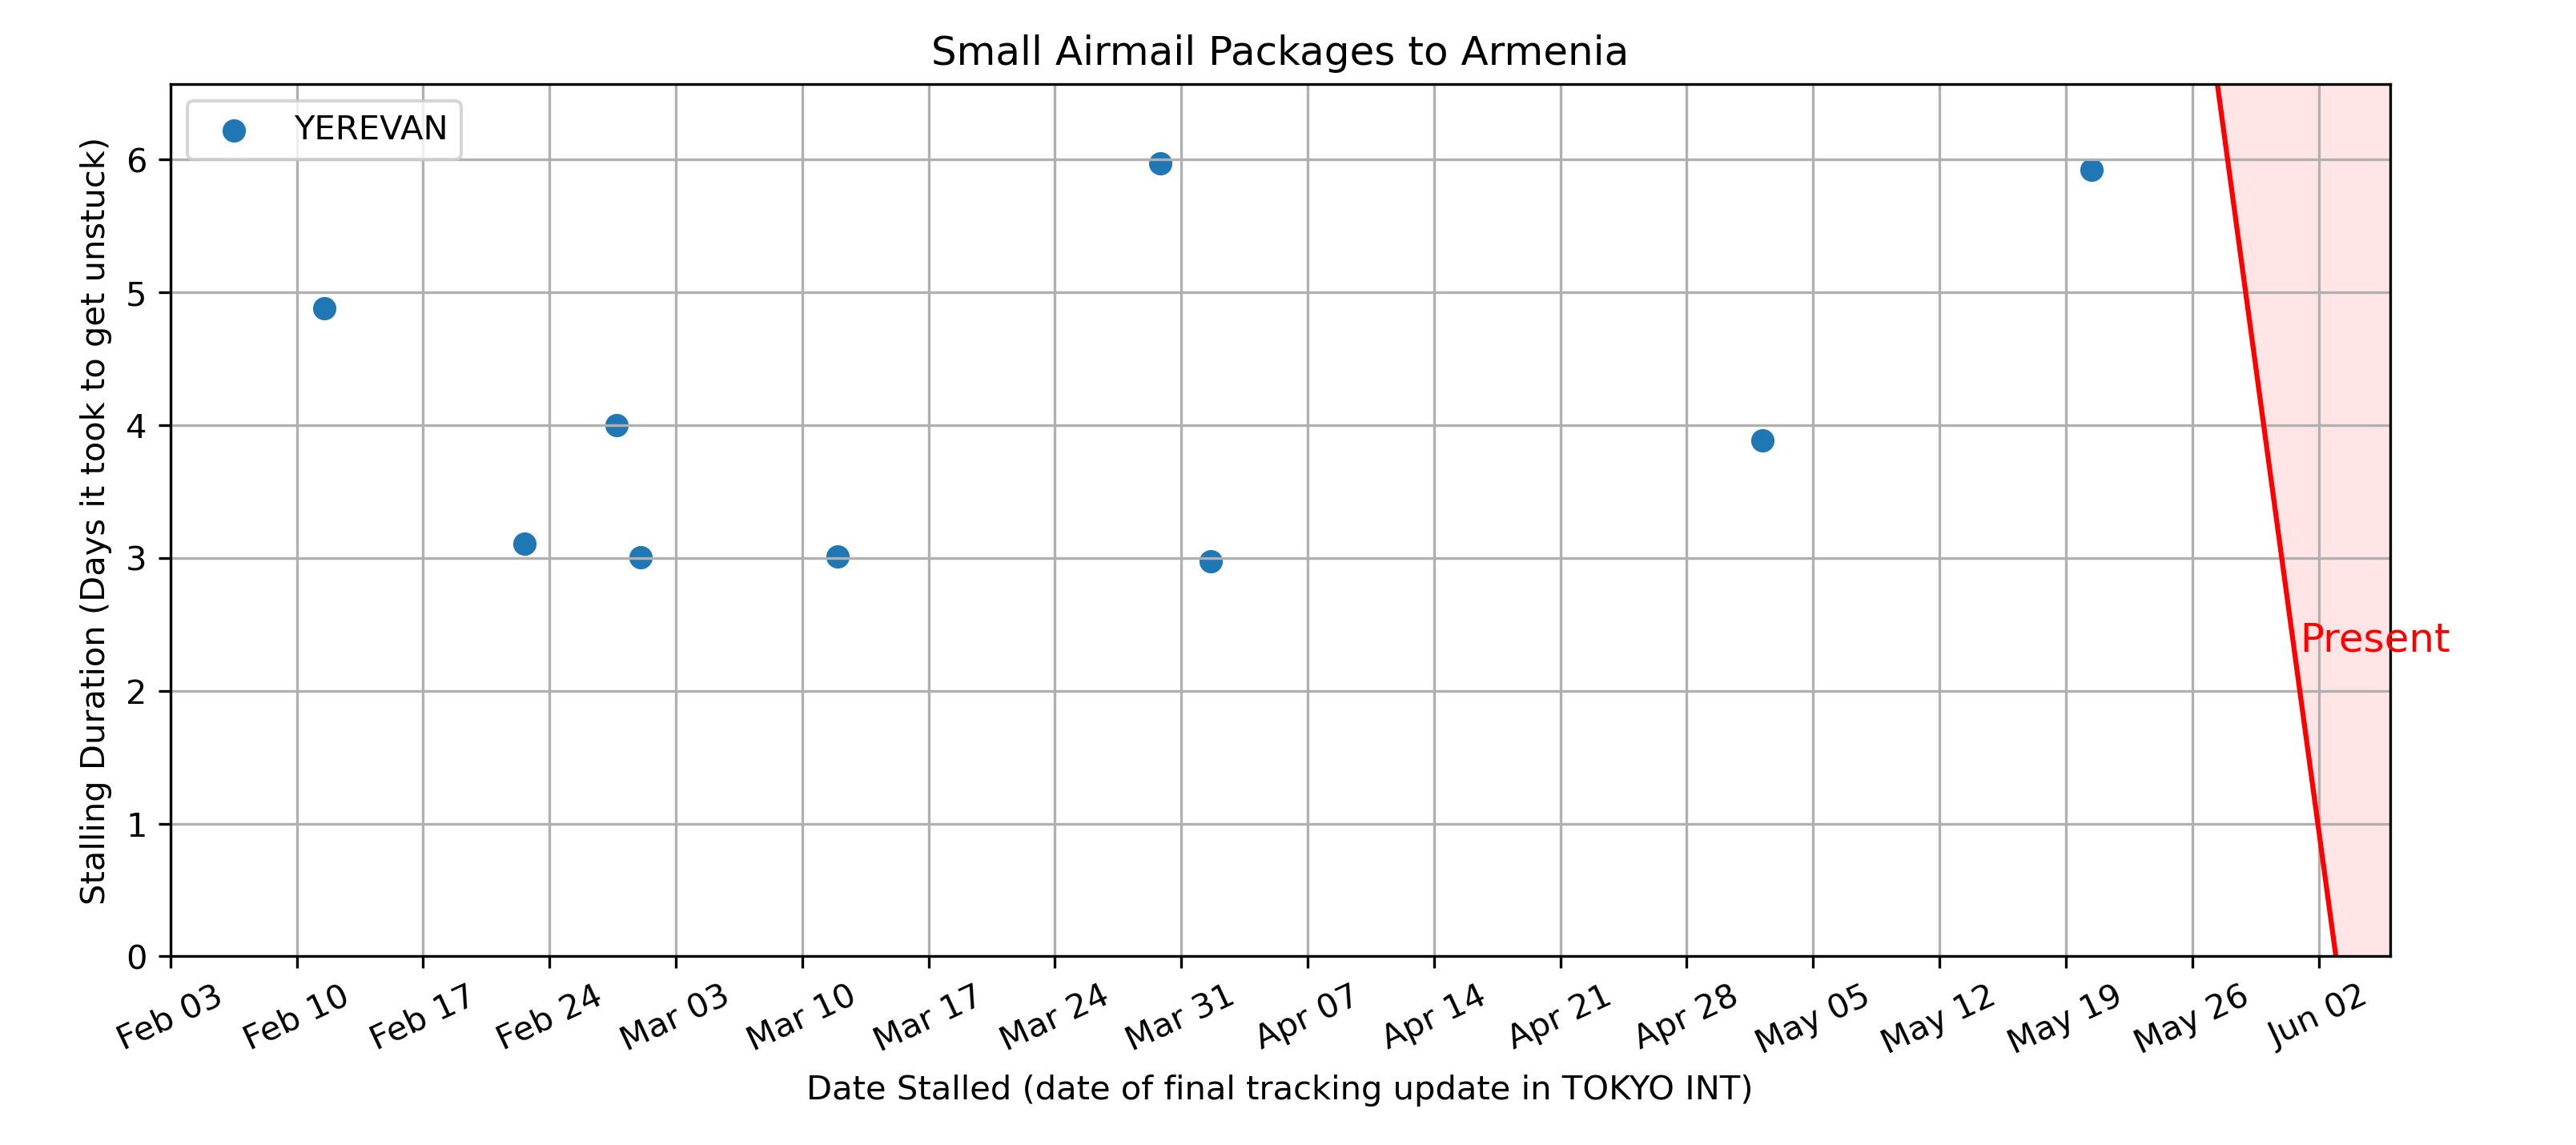 Small Airmail Packages to Armenia
YEREVAN
Stalling Duration (Days it took to get unstuck)
6
5
4
3
2
1
0
Present
Feb 03
Feb 10
Feb 17
Feb 24
Mar 03
Mar 10
Mar 17
Mar 24
Mar 31
Apr 07
Apr 14
Apr 21
Apr 28
May 05
May 12
May 19
May 26
Jun 02
Date Stalled (date of final tracking update in TOKYO INT)